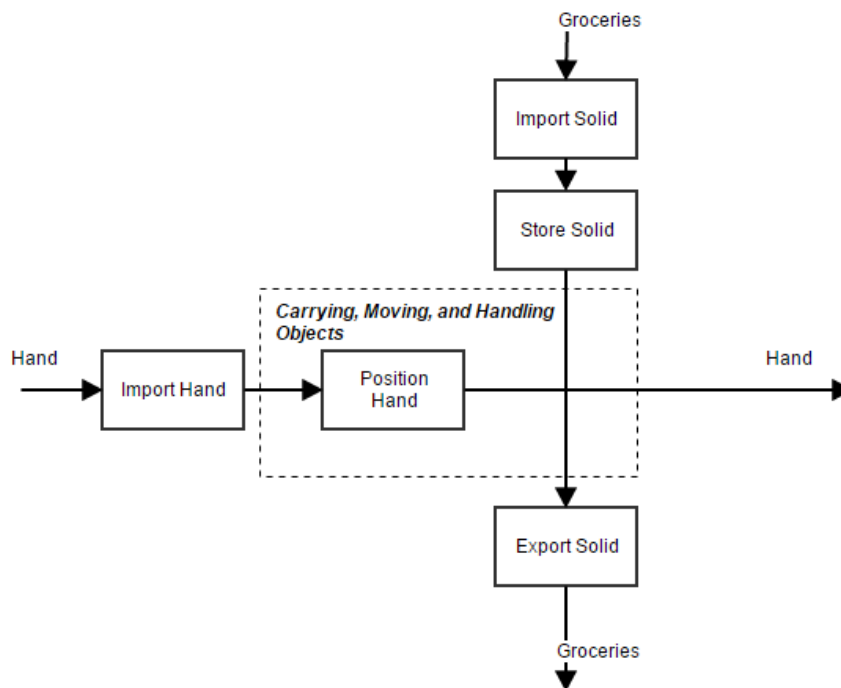 Groceries
Import Solid
Store Solid
Carrying, Moving, and Handling
Objects
Hand
Import Hand
Position
Hand
Hand
Export Solid
Groceries